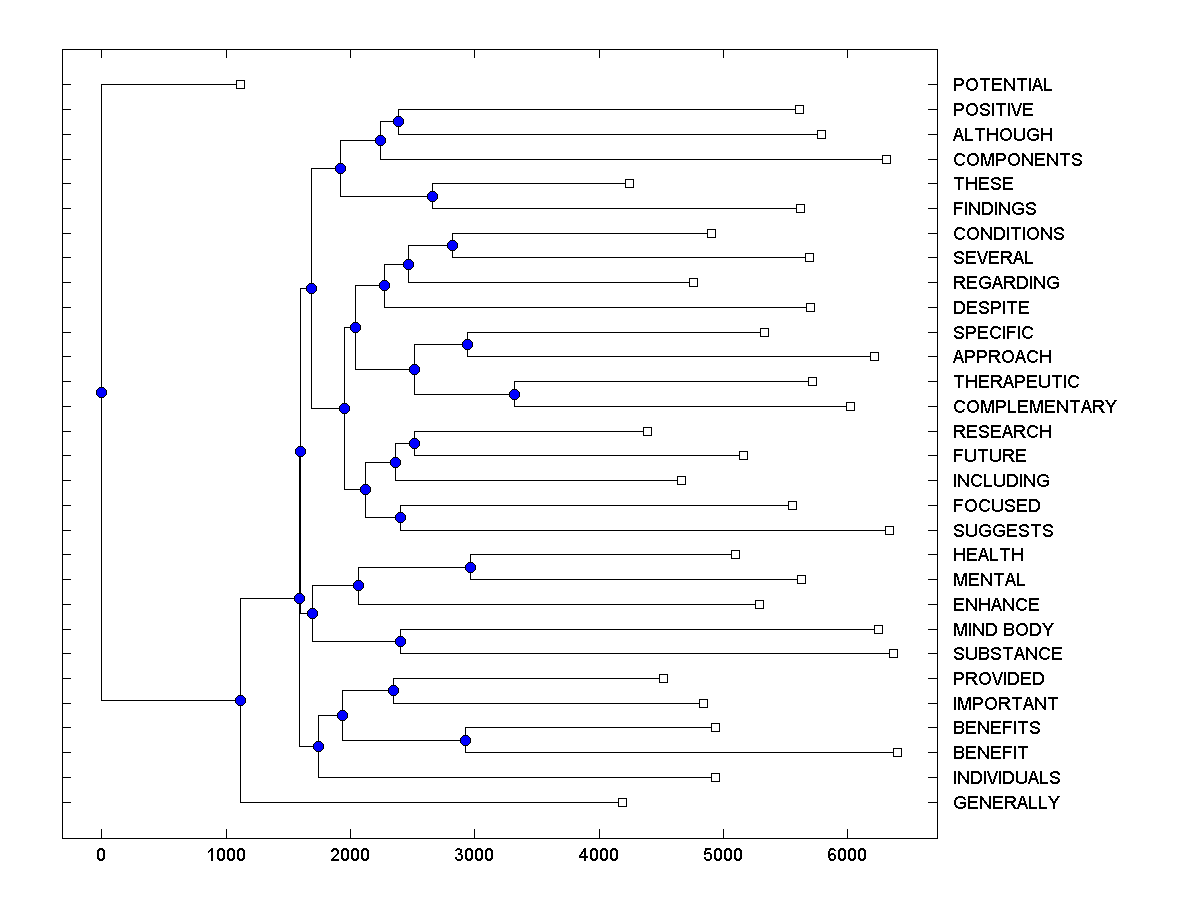 POTENTIAL
POSITIVE
ALTHOUGH
COMPONENTS
THESE
FINDINGS
CONDITIONS
SEVERAL
REGARDING
DESPITE
SPECIFIC
APPROACH
THERAPEUTIC
COMPLEMENTARY
RESEARCH
FUTURE
INCLUDING
FOCUSED
SUGGESTS
HEALTH
MENTAL
ENHANCE
MIND BODY
SUBSTANCE
PROVIDED
IMPORTANT
BENEFITS
BENEFIT
INDIVIDUALS
GENERALLY
0 1000 2000 3000 4000 5000 6000